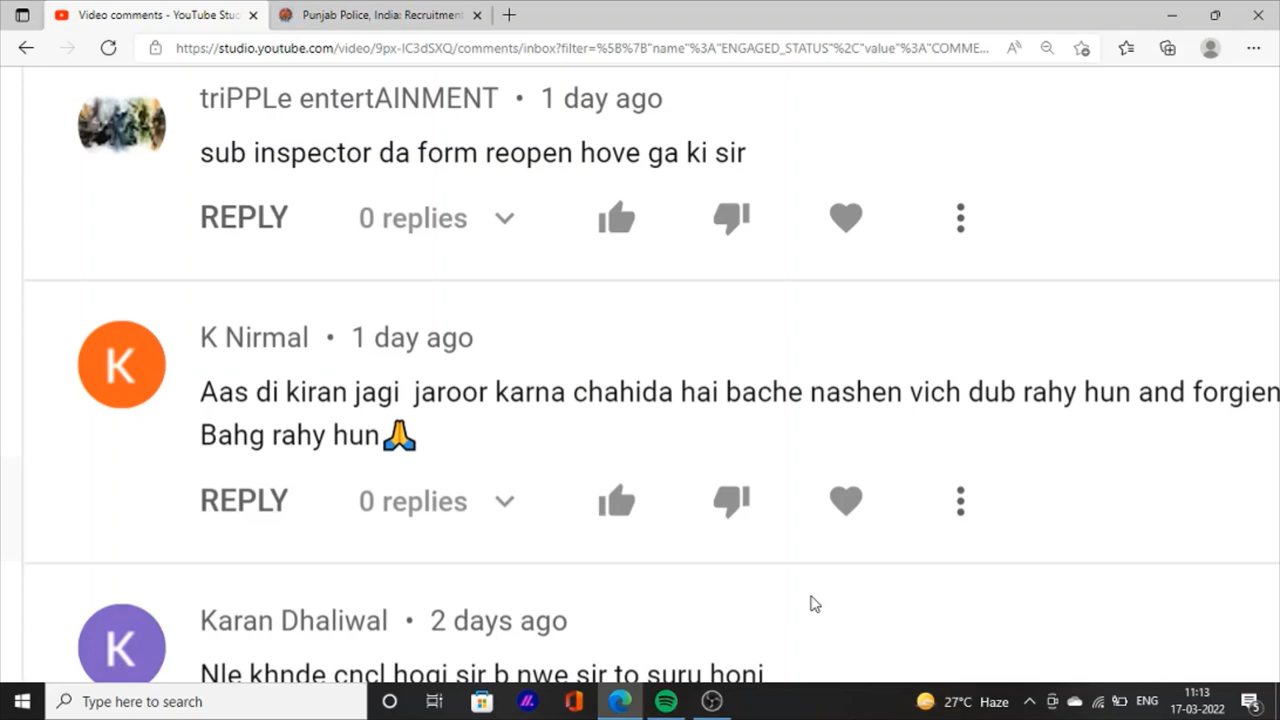 Video comments - YouTube Stu
Punjab Police, India: Recruitment
https://studio.youtube.com/video/9px-IC3dSXQ/comments/inbox?filter=%5B%7B"name"%3A"ENGAGED_STATUS"%2C"value"%3A"COMME...
triPPLe entertAINMENT • 1 day ago
sub inspector da form reopen hove ga ki sir
REPLY 0 replies
K
K Nirmal • 1 day ago
Aas di kiran jagi jaroor karna chahida hai bache nashen vich dub rahy hun and forgien
Bahg rahy hun🙏
REPLY 0 replies
K
Karan Dhaliwal • 2 days ago
Nle khnde cncl hogi sir b nwe sir to suru honi
Type here to search
27°C Haze
ENG
11:13
17-03-2022
5